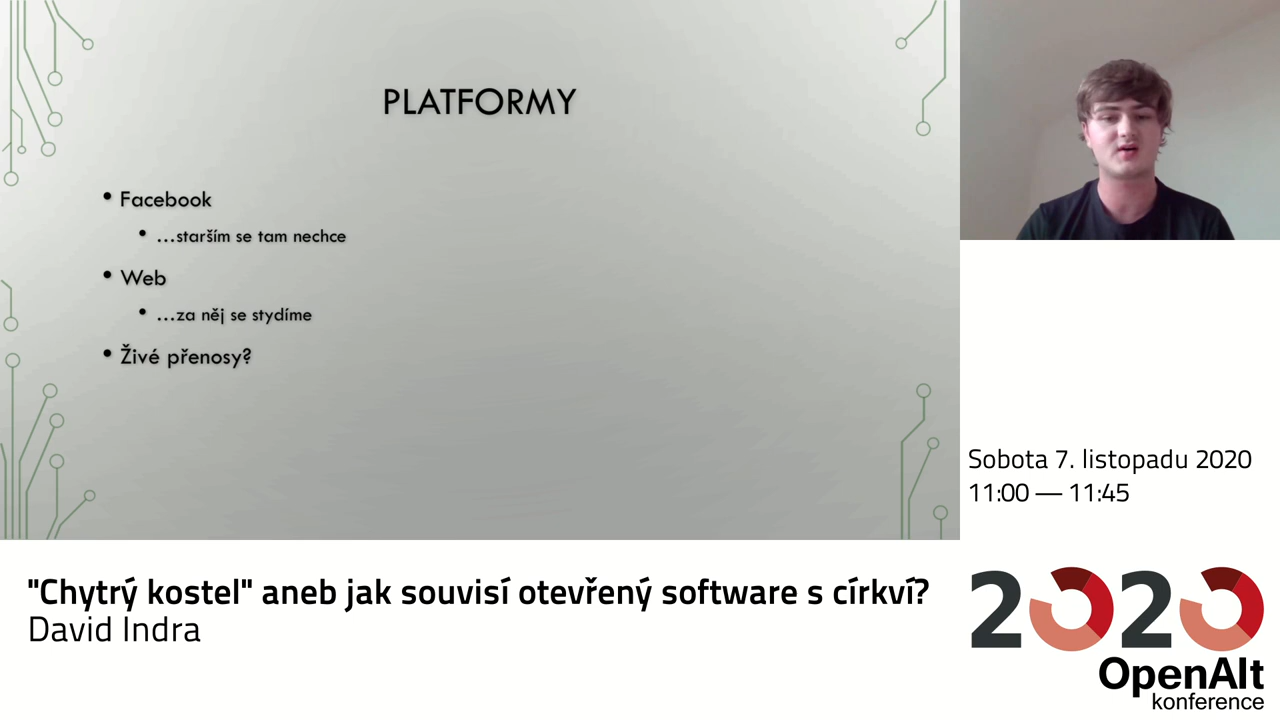 PLATFORMY
• Facebook
• ...starším se tam nechce
• Web
• ...za něj se stydíme
• Živé přenosy?
Sobota 7. listopadu 2020
11:00 — 11:45
"Chytrý kostel" aneb jak souvisí otevřený software s církví?
David Indra
2020
OpenAlt
konference